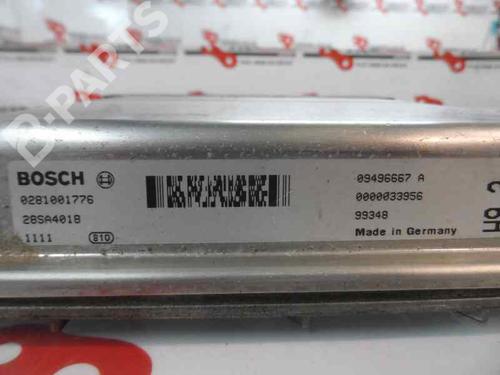 B-PARTS
BOSCH
0281001776
28SA4018
1111 810
09496667 A
0000033956
99348
Made in Germany